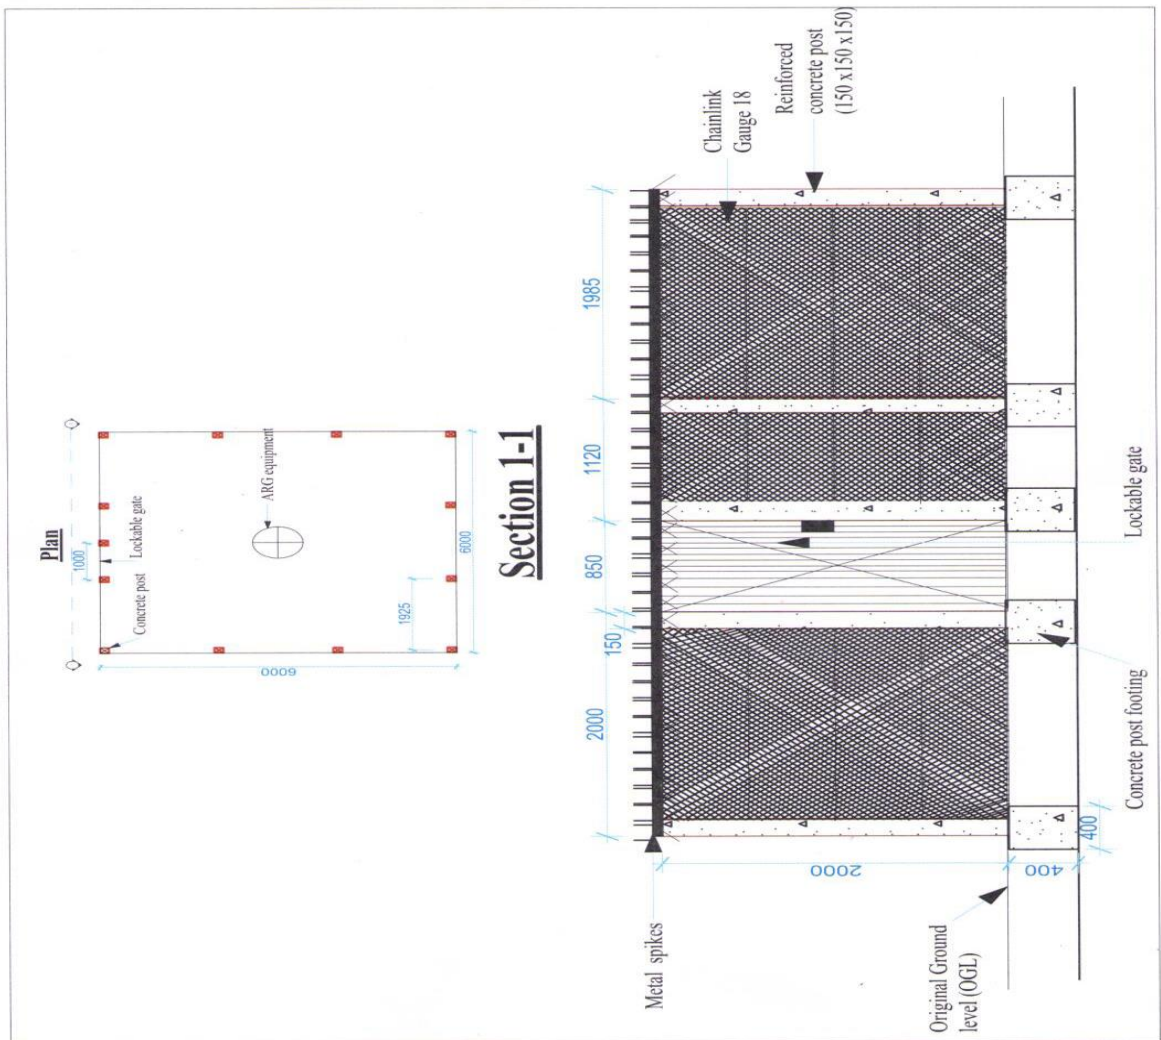 Plan
1000
Lockable gate
Concrete post
ARG equipment
1925
6000
6000
Section 1-1
2000
150
850
1120
1985
Metal spikes
Chainlink
Gauge 18
Reinforced
concrete post
(150 x150 x150)
2000
400
400
Original Ground
level (OGL)
Concrete post footing
Lockable gate